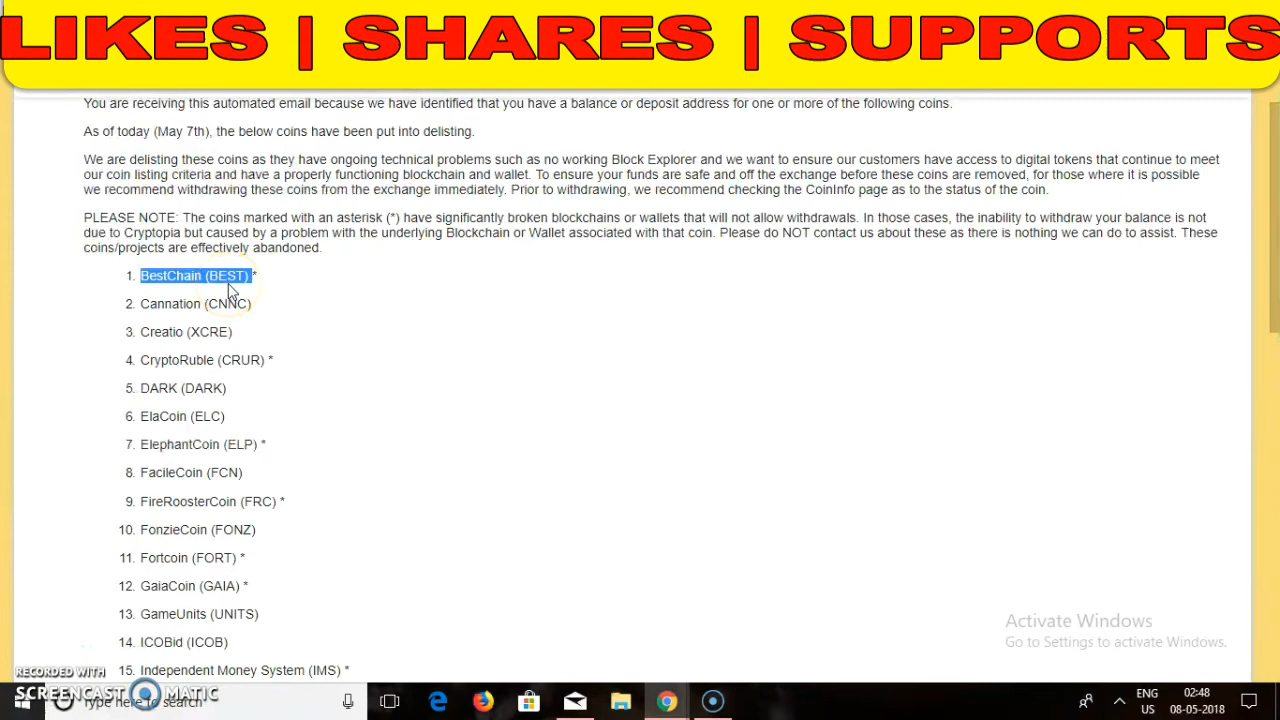 LIKES | SHARES | SUPPORTS
You are receiving this automated email because we have identified that you have a balance or deposit address for one or more of the following coins.
As of today (May 7th), the below coins have been put into delisting.
We are delisting these coins as they have ongoing technical problems such as no working Block Explorer and we want to ensure our customers have access to digital tokens that continue to meet
our coin listing criteria and have a properly functioning blockchain and wallet. To ensure your funds are safe and off the exchange before these coins are removed, for those where it is possible
we recommend withdrawing these coins from the exchange immediately. Prior to withdrawing, we recommend checking the CoinInfo page as to the status of the coin.
PLEASE NOTE: The coins marked with an asterisk (*) have significantly broken blockchains or wallets that will not allow withdrawals. In those cases, the inability to withdraw your balance is not
due to Cryptopia but caused by a problem with the underlying Blockchain or Wallet associated with that coin. Please do NOT contact us about these as there is nothing we can do to assist. These
coins/projects are effectively abandoned.
1. BestChain (BEST) *
2. Cannation (CNNC)
3. Creatio (XCRE)
4. CryptoRuble (CRUR) *
5. DARK (DARK)
6. ElaCoin (ELC)
7. ElephantCoin (ELP) *
8. FacileCoin (FCN)
9. FireRoosterCoin (FRC) *
10. FonzieCoin (FONZ)
11. Fortcoin (FORT) *
12. GaiaCoin (GAIA) *
13. GameUnits (UNITS)
14. ICOBid (ICOB)
15. Independent Money System (IMS) *
Activate Windows
Go to Settings to activate Windows.
RECORDED WITH
SCREENCAST MATIC
Type here to search
ENG
US
02:48
08-05-2018